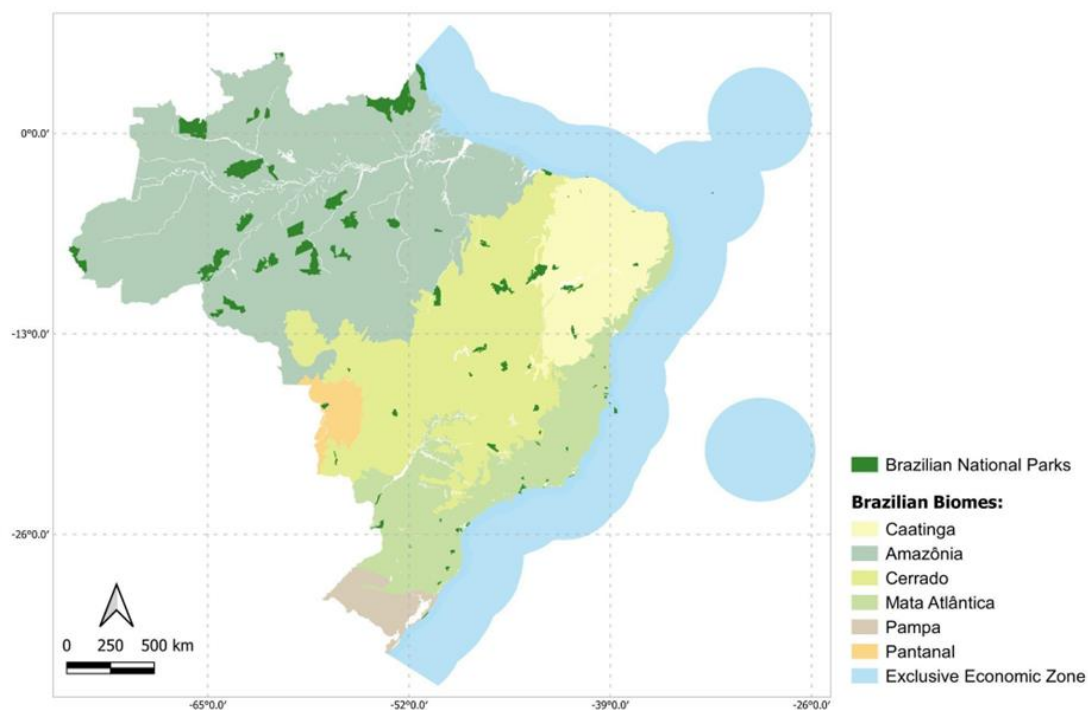 0°0.0'
-13°0.0'
-26°0.0'
0 250 500 km
-65°0.0' -52°0.0' -39°0.0' -26°0.0'
Brazilian National Parks
Brazilian Biomes:
Caatinga
Amazônia
Cerrado
Mata Atlântica
Pampa
Pantanal
Exclusive Economic Zone